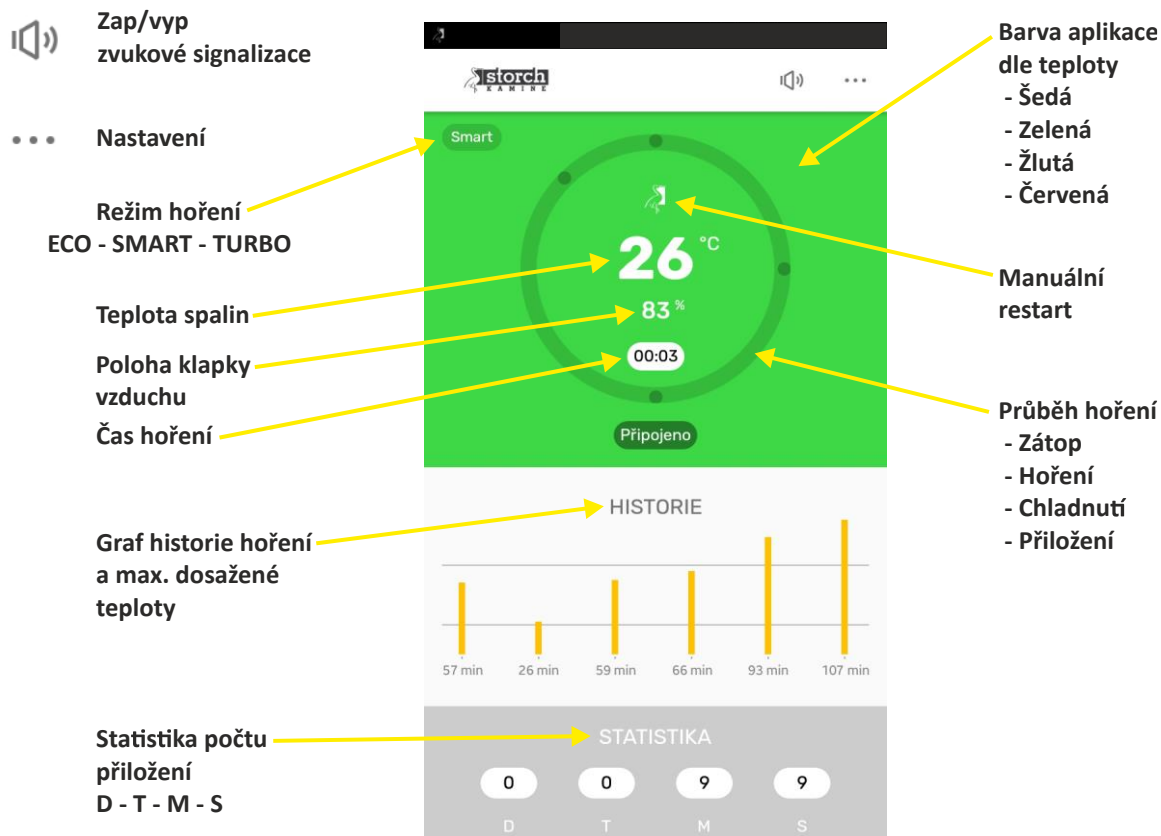 Zap/vyp
zvukové signalizace
Nastavení
Režim hoření
ECO - SMART - TURBO
Teplota spalin
Poloha klapky
vzduchu
Čas hoření
Graf historie hoření
a max. dosažené
teploty
Statistika počtu
přiložení
D - T - M - S
storch
KAMINE
Smart
26 °C
83 %
00:03
Připojeno
HISTORIE
57 min 26 min 59 min 66 min 93 min 107 min
STATISTIKA
0 0 9 9
D T M S
Barva aplikace
dle teploty
- Šedá
- Zelená
- Žlutá
- Červená
Manuální
restart
Průběh hoření
- Zátop
- Hoření
- Chladnutí
- Přiložení